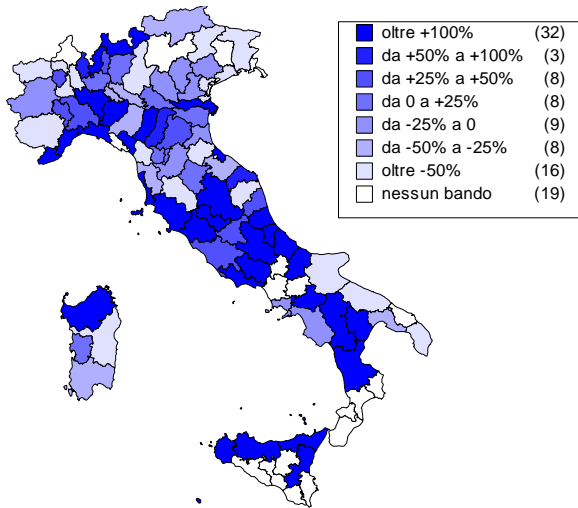 oltre +100% (32)
da +50% a +100% (3)
da +25% a +50% (8)
da 0 a +25% (8)
da -25% a 0 (9)
da -50% a -25% (8)
oltre -50% (16)
nessun bando (19)